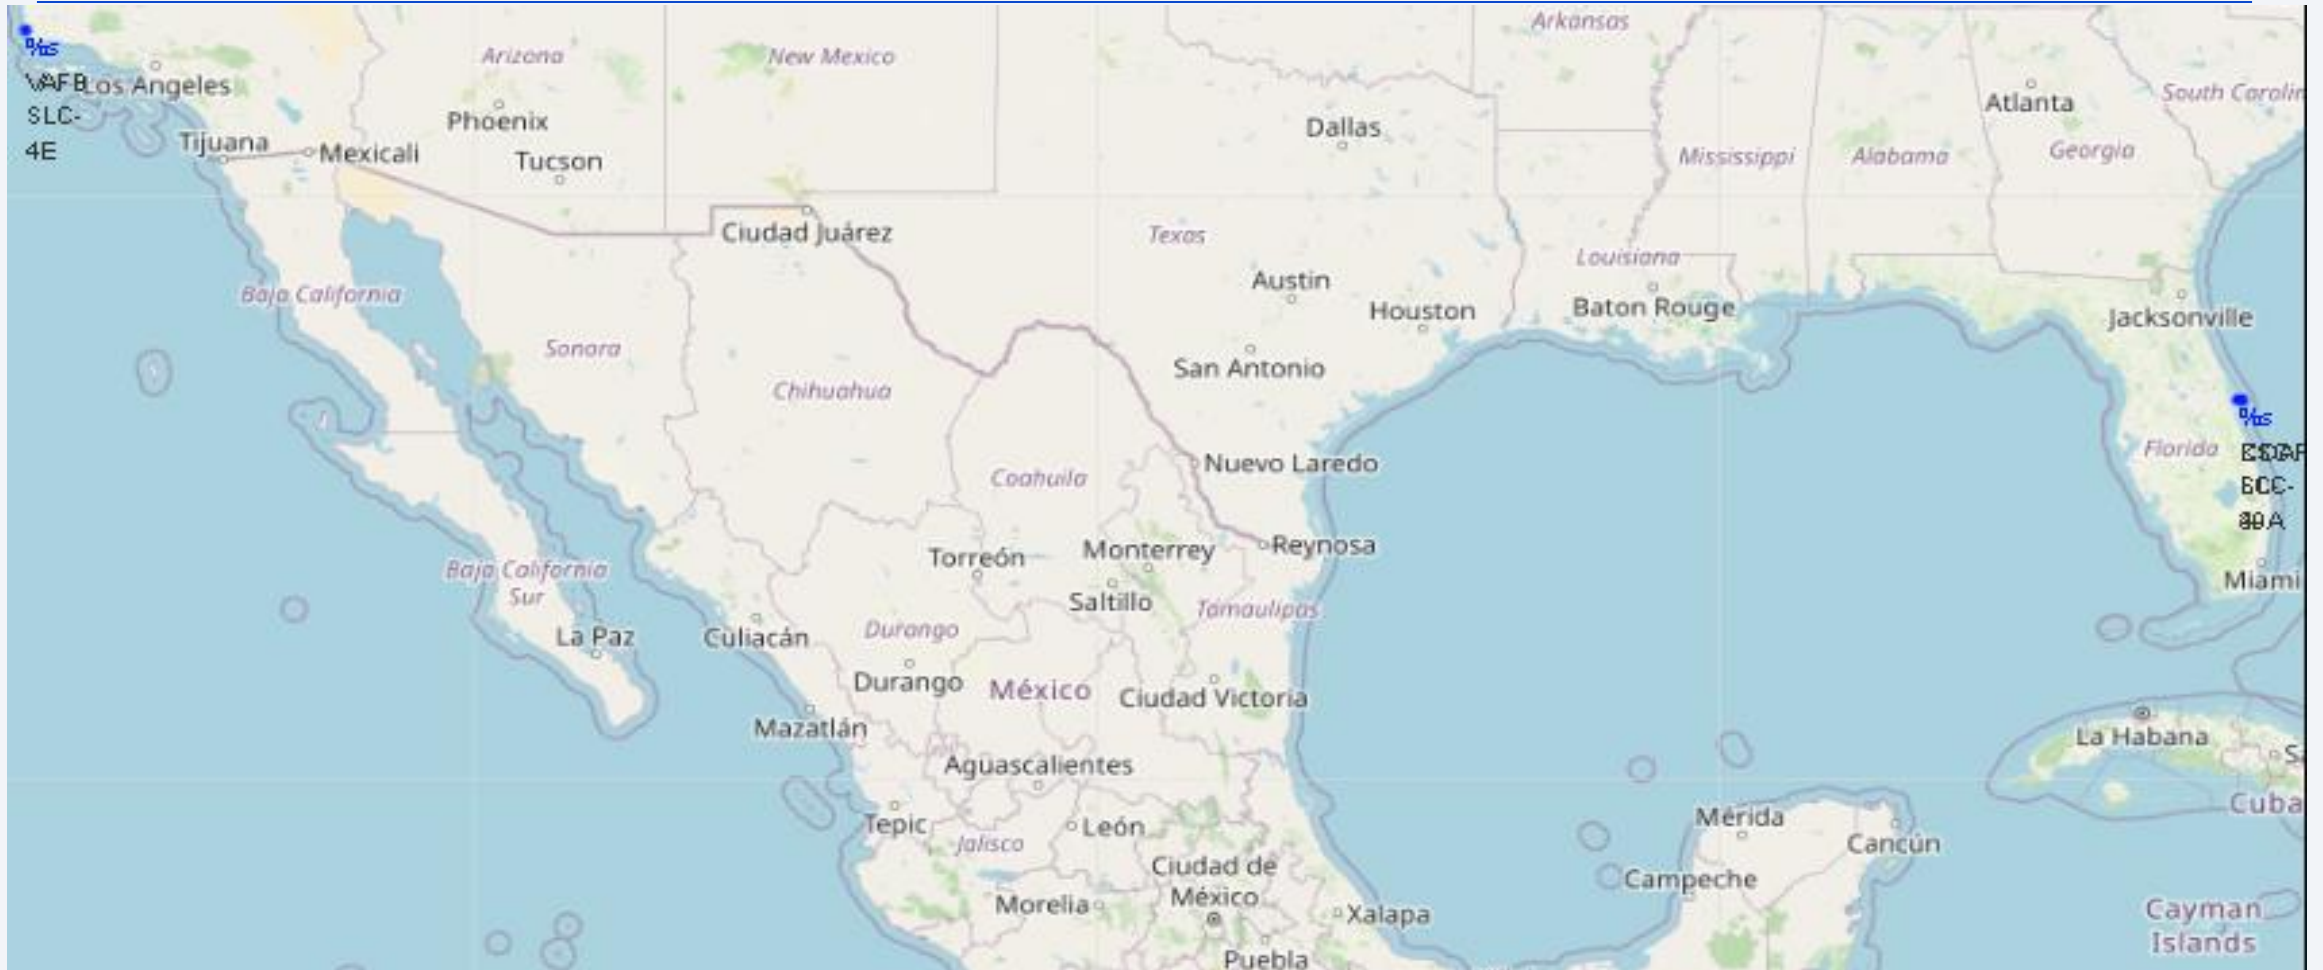 Arkansas
Arizona
New Mexico
VAFB
SLC-
4E
Los Angeles
Atlanta
South Carolin
Phoenix
Dallas
Tijuana
Mexicali
Tucson
Mississippi
Alabama
Georgia
Ciudad Juárez
Texas
Louisiana
Austin
Baja California
Houston
Baton Rouge
Jacksonville
Sonora
San Antonio
Chihuahua
Florida
Nuevo Laredo
Coahuila
Reynosa
Monterrey
Torreón
Baja California
Sur
Miami
Saltillo
Tamaulipas
Durango
La Paz
Culiacán
Durango
México
Ciudad Victoria
Mazatlán
La Habana
Aguascalientes
Cuba
Mérida
Tepic
León
Jalisco
Cancún
Ciudad de
México
Campeche
Morelia
Xalapa
Cayman
Islands
Puebla